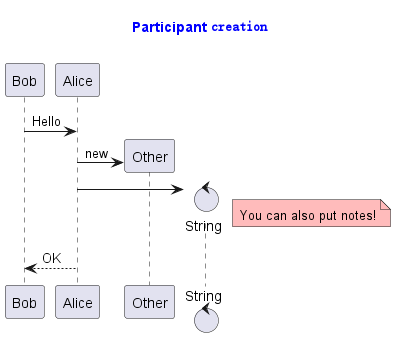 Participant creation
Bob Alice
Hello
new Other
String You can also put notes!
OK
String
Bob Alice Other